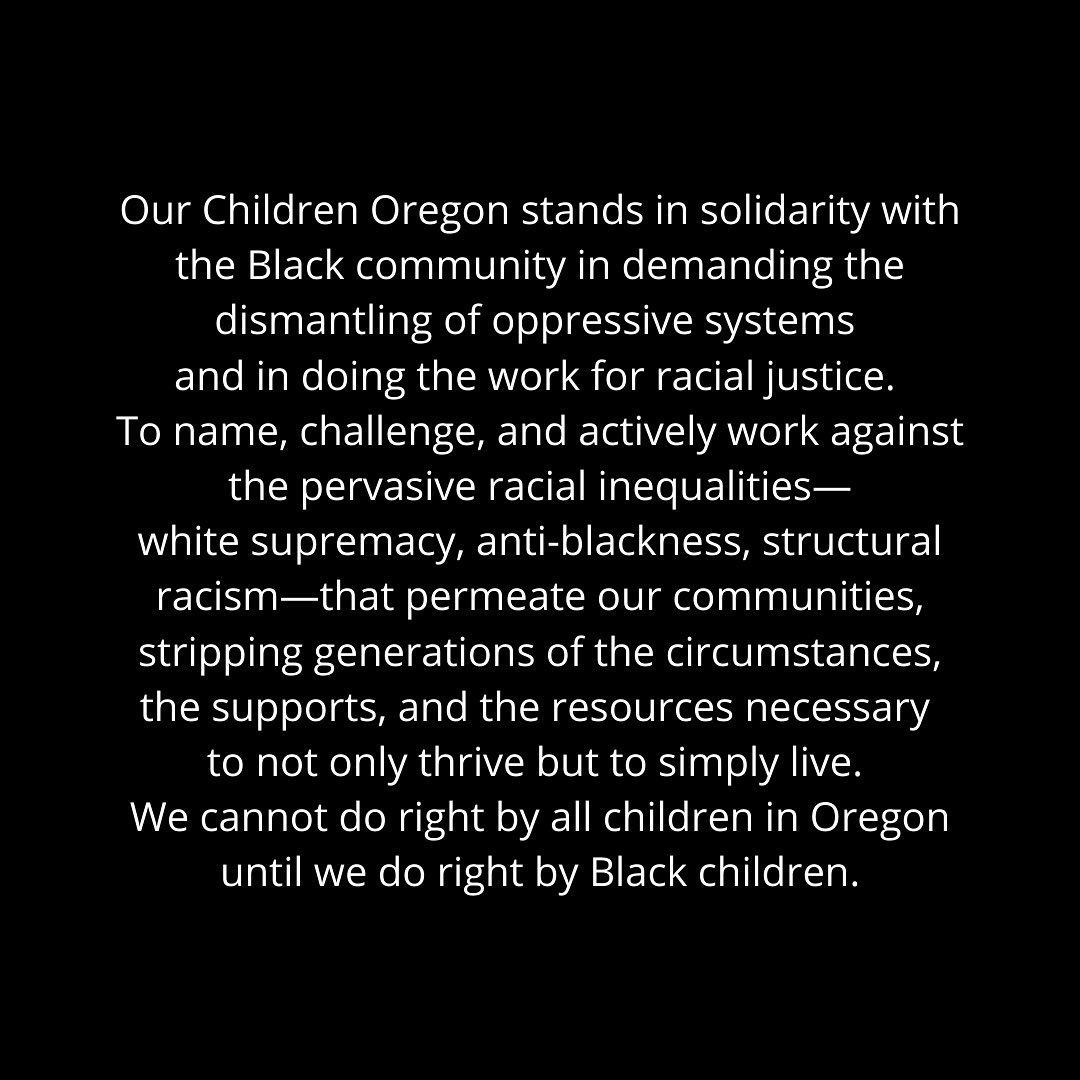 Our Children Oregon stands in solidarity with
the Black community in demanding the
dismantling of oppressive systems
and in doing the work for racial justice.
To name, challenge, and actively work against
the pervasive racial inequalities—
white supremacy, anti-blackness, structural
racism—that permeate our communities,
stripping generations of the circumstances,
the supports, and the resources necessary
to not only thrive but to simply live.
We cannot do right by all children in Oregon
until we do right by Black children.